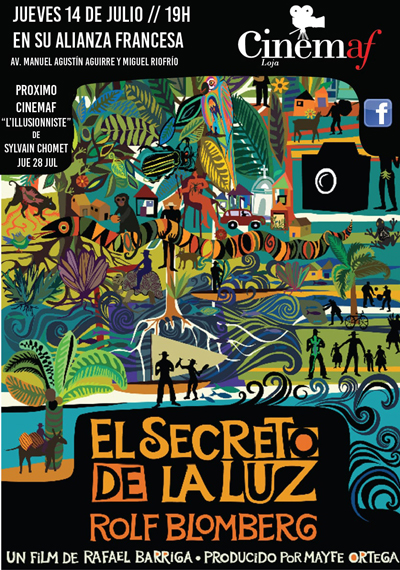 JUEVES 14 DE JULIO // 19H
EN SU ALIANZA FRANCESA
AV. MANUEL AGUSTÍN AGUIRRE Y MIGUEL RIOFRÍO
Cinémaf
Loja
PROXIMO
CINEMAF
"L'ILLUSIONNISTE"
DE
SYLVAIN CHOMET
JUE 28 JUL
f
EL SECRETO
DE LA LUZ
ROLF BLOMBERG
UN FILM DE RAFAEL BARRIGA • PRODUCIDO POR MAYFE ORTEGA